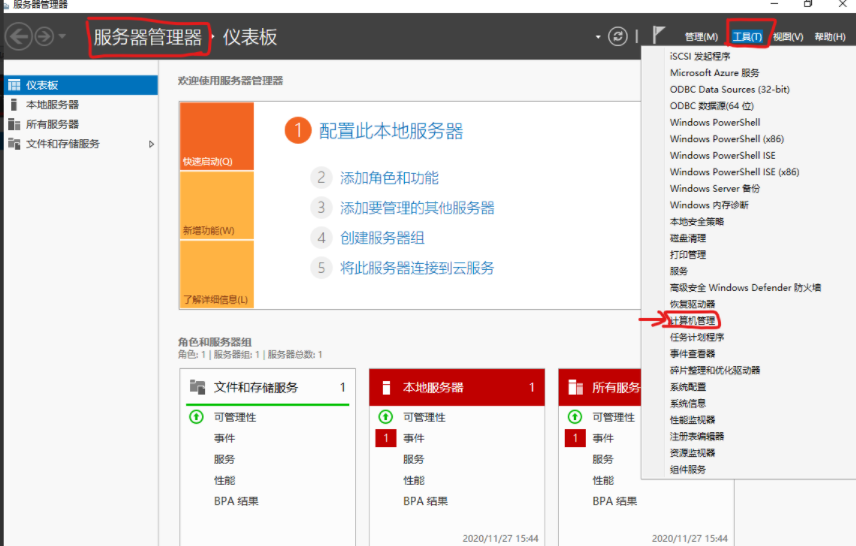 服务器管理器
服务器管理器 · 仪表板
管理(M) 工具(T) 视图(V) 帮助(H)
仪表板
本地服务器
所有服务器
文件和存储服务
欢迎使用服务器管理器
快速启动(Q)
新增功能(W)
了解详细信息(L)
1 配置此本地服务器
2 添加角色和功能
3 添加要管理的其他服务器
4 创建服务器组
5 将此服务器连接到云服务
角色和服务器组
角色: 1 | 服务器组: 1 | 服务器总数: 1
文件和存储服务 1
可管理性
事件
服务
性能
BPA 结果
本地服务器 1
可管理性
1 事件
服务
性能
BPA 结果
2020/11/27 15:44
所有服务
可管理性
1 事件
服务
性能
BPA 结果
2020/11/27 15:44
iSCSI 发起程序
Microsoft Azure 服务
ODBC Data Sources (32-bit)
ODBC 数据源(64 位)
Windows PowerShell
Windows PowerShell (x86)
Windows PowerShell ISE
Windows PowerShell ISE (x86)
Windows Server 备份
Windows 内存诊断
本地安全策略
磁盘清理
打印管理
服务
高级安全 Windows Defender 防火墙
恢复驱动器
计算机管理
任务计划程序
事件查看器
碎片整理和优化驱动器
系统配置
系统信息
性能监视器
注册表编辑器
资源监视器
组件服务